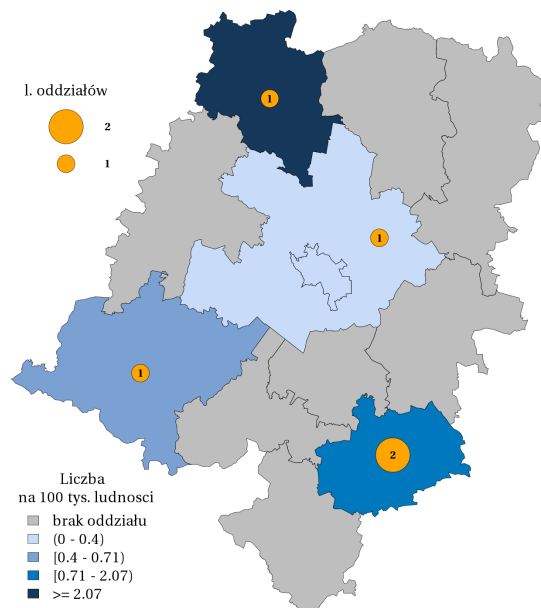 1
l. oddziałów
2
1
1
1
2
Liczba
na 100 tys. ludnosci
brak oddziału
(0 - 0.4)
[0.4 - 0.71)
[0.71 - 2.07)
>= 2.07